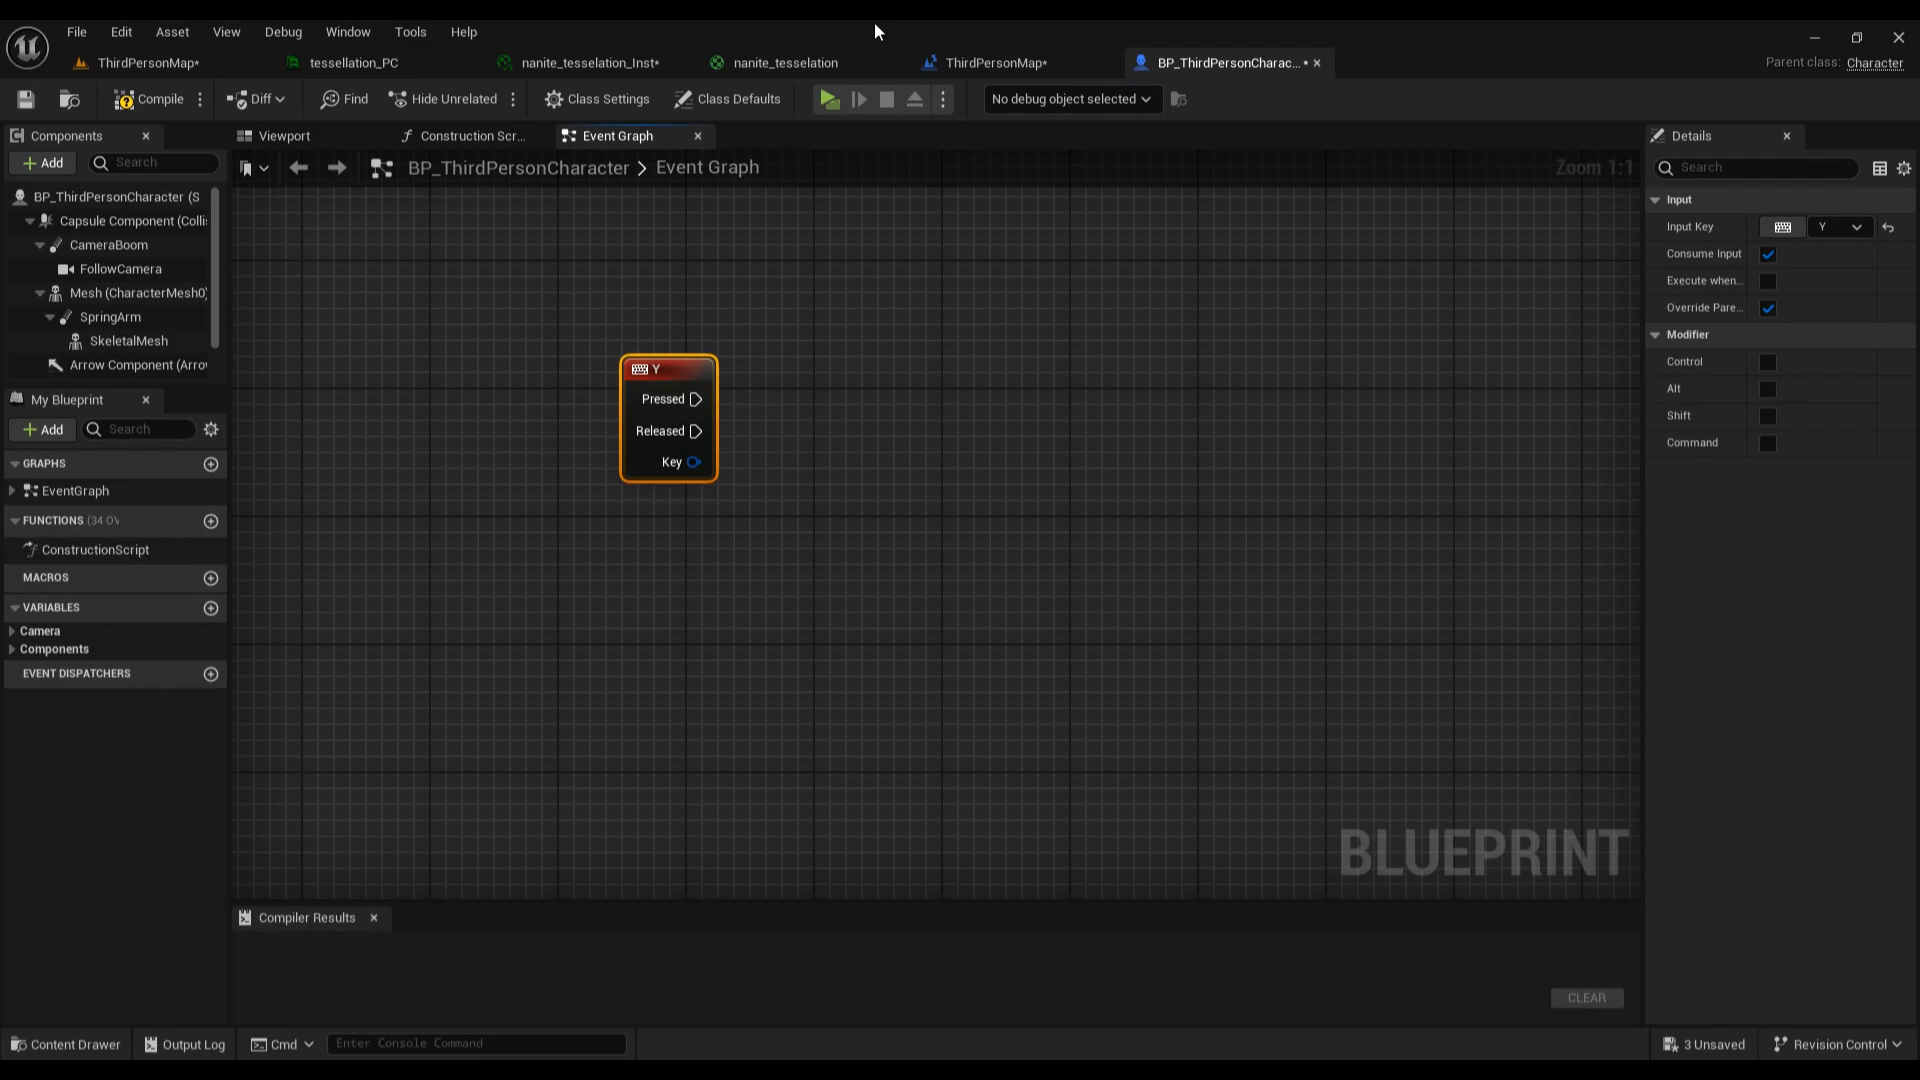 File Edit Asset View Debug Window Tools Help
ThirdPersonMap* tessellation_PC nanite_tesselation_Inst* nanite_tesselation ThirdPersonMap* BP_ThirdPersonCharac... * Parent class: Character
Compile Diff Find Hide Unrelated Class Settings Class Defaults No debug object selected
Components Viewport Construction Scr... Event Graph Details
Add Search BP_ThirdPersonCharacter > Event Graph Zoom 1:1 Search
BP_ThirdPersonCharacter (S
Capsule Component (Colli
CameraBoom
FollowCamera
Mesh (CharacterMesh0)
SpringArm
SkeletalMesh
Arrow Component (Arro
My Blueprint
Add Search
GRAPHS
EventGraph
FUNCTIONS (34 OV
ConstructionScript
MACROS
VARIABLES
Camera
Components
EVENT DISPATCHERS
Y
Pressed
Released
Key
BLUEPRINT
Input
Input Key Y
Consume Input
Execute when...
Override Pare...
Modifier
Control
Alt
Shift
Command
Compiler Results
CLEAR
Content Drawer Output Log Cmd Enter Console Command 3 Unsaved Revision Control